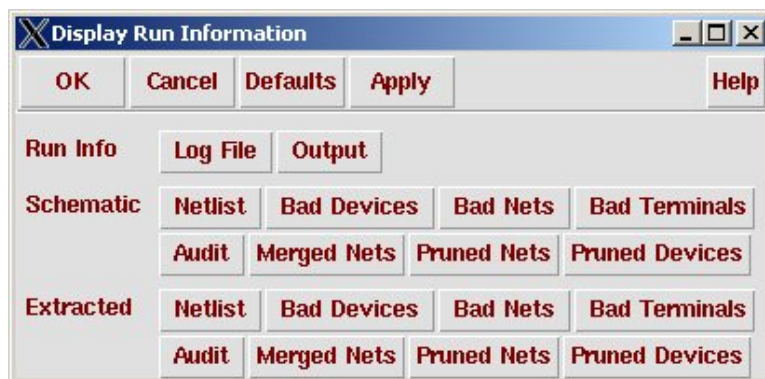 Display Run Information
OK Cancel Defaults Apply Help
Run Info Log File Output
Schematic Netlist Bad Devices Bad Nets Bad Terminals
Audit Merged Nets Pruned Nets Pruned Devices
Extracted Netlist Bad Devices Bad Nets Bad Terminals
Audit Merged Nets Pruned Nets Pruned Devices